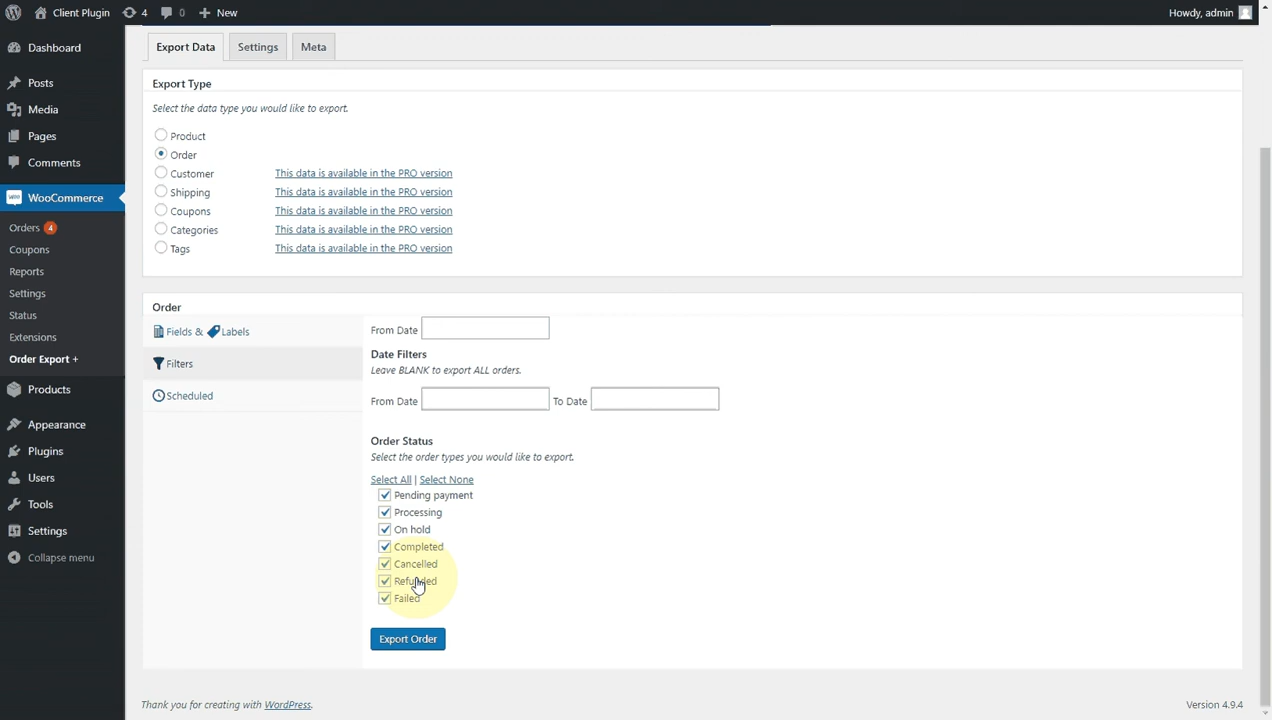 Client Plugin 4 0 New Howdy, admin
Dashboard
Posts
Media
Pages
Comments
WooCommerce
Orders 4
Coupons
Reports
Settings
Status
Extensions
Order Export +
Products
Appearance
Plugins
Users
Tools
Settings
Collapse menu
Export Data Settings Meta
Export Type
Select the data type you would like to export.
Product
Order
Customer This data is available in the PRO version
Shipping This data is available in the PRO version
Coupons This data is available in the PRO version
Categories This data is available in the PRO version
Tags This data is available in the PRO version
Order
Fields & Labels
Filters
Scheduled
From Date
Date Filters
Leave BLANK to export ALL orders.
From Date To Date
Order Status
Select the order types you would like to export.
Select All | Select None
Pending payment
Processing
On hold
Completed
Cancelled
Refunded
Failed
Export Order
Thank you for creating with WordPress. Version 4.9.4